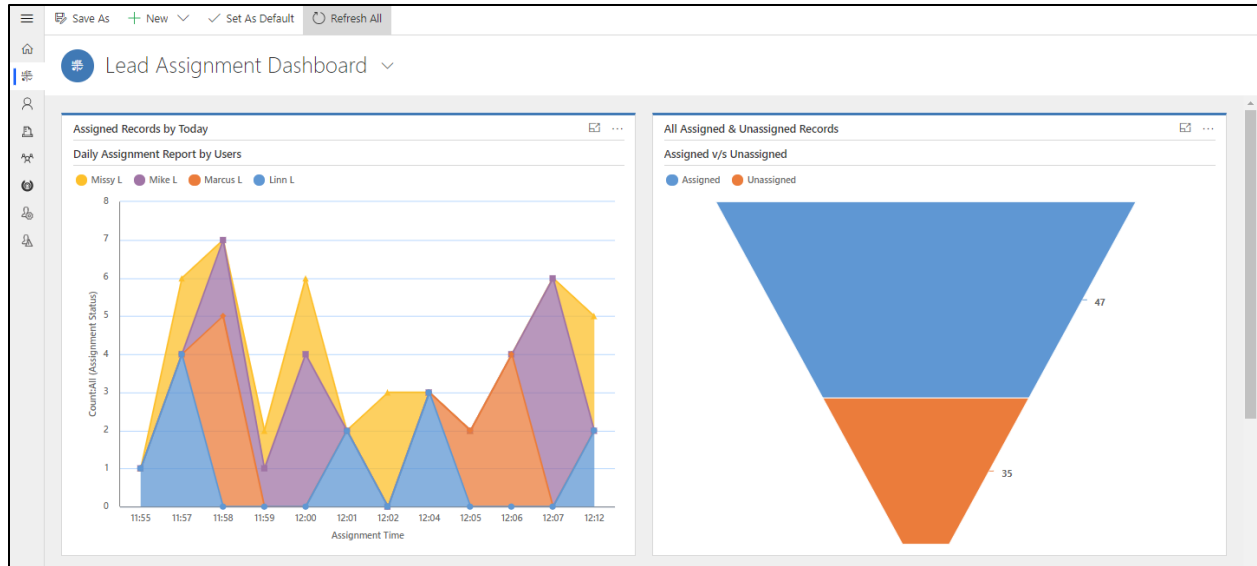 Save As New Set As Default Refresh All
Lead Assignment Dashboard
Assigned Records by Today
Daily Assignment Report by Users
Missy L Mike L Marcus L Linn L
8
7
6
5
4
3
2
1
0
Count:All (Assignment Status)
11:55 11:57 11:58 11:59 12:00 12:01 12:02 12:04 12:05 12:06 12:07 12:12
Assignment Time
All Assigned & Unassigned Records
Assigned v/s Unassigned
Assigned Unassigned
47
35